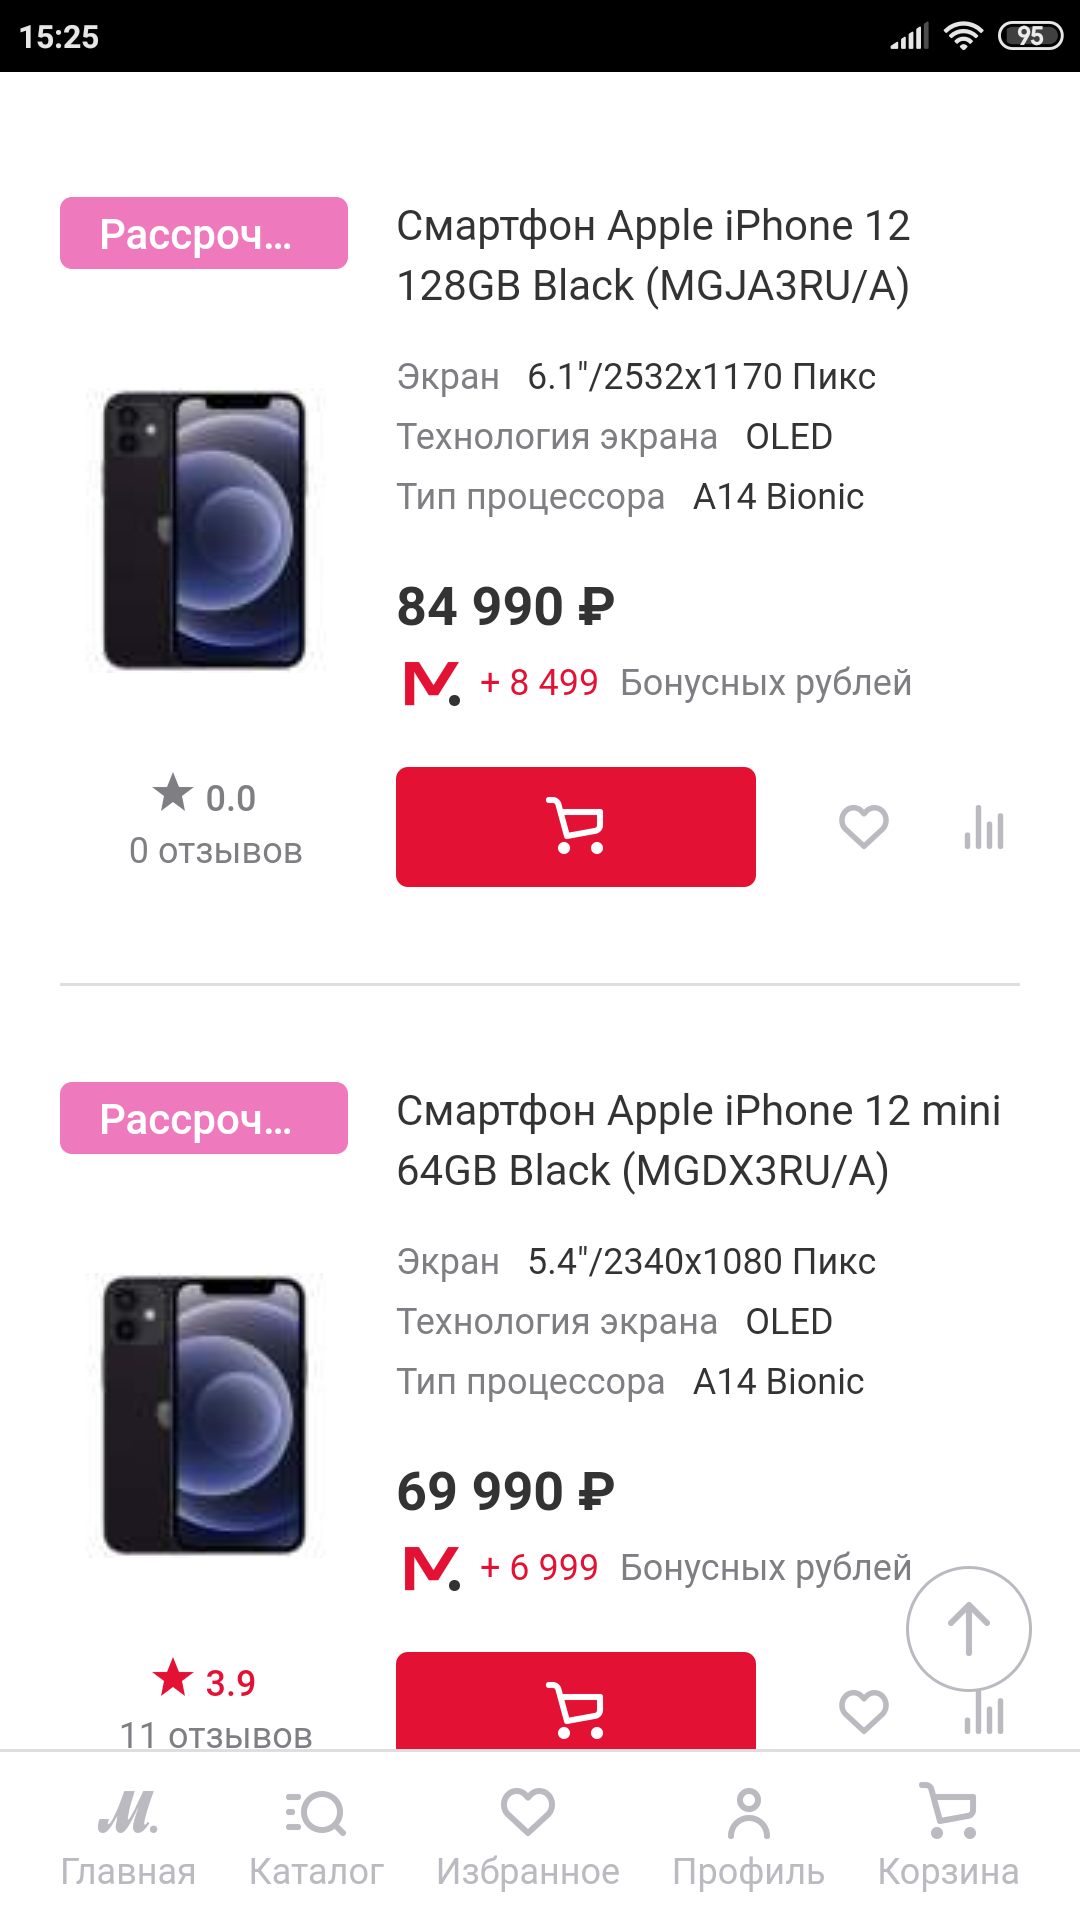 15:25
95
Рассроч...
Смартфон Apple iPhone 12
128GB Black (MGJA3RU/A)
Экран 6.1"/2532x1170 Пикс
Технология экрана OLED
Тип процессора A14 Bionic
84 990 ₽
M. + 8 499 Бонусных рублей
0.0
0 отзывов
Рассроч...
Смартфон Apple iPhone 12 mini
64GB Black (MGDX3RU/A)
Экран 5.4"/2340x1080 Пикс
Технология экрана OLED
Тип процессора A14 Bionic
69 990 ₽
M. + 6 999 Бонусных рублей
3.9
11 отзывов
M.
Главная Каталог Избранное Профиль Корзина